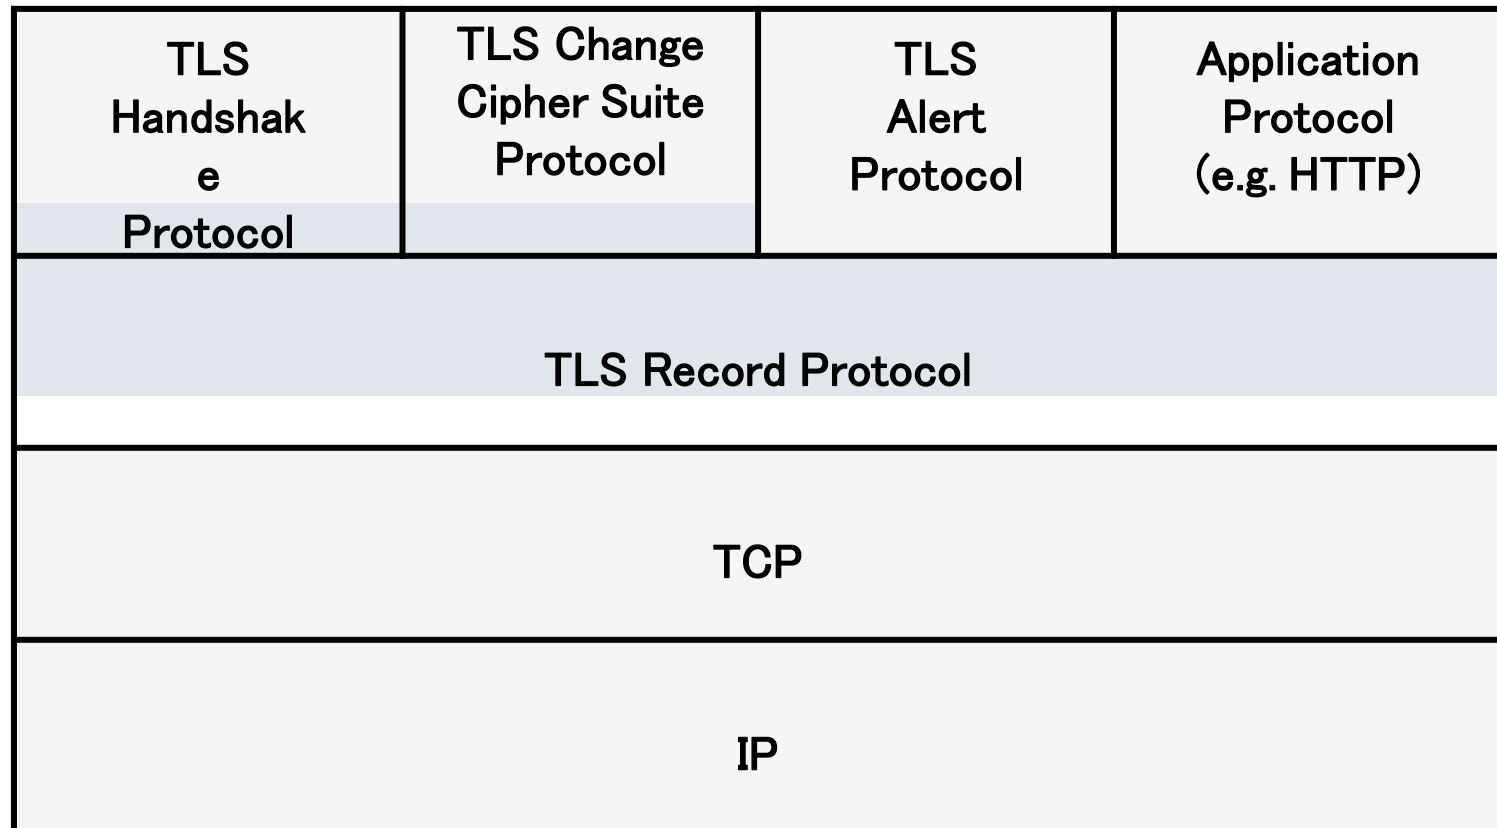 TLS
Handshak
e
Protocol
TLS Change
Cipher Suite
Protocol
TLS
Alert
Protocol
Application
Protocol
(e.g. HTTP)
TLS Record Protocol
TCP
IP